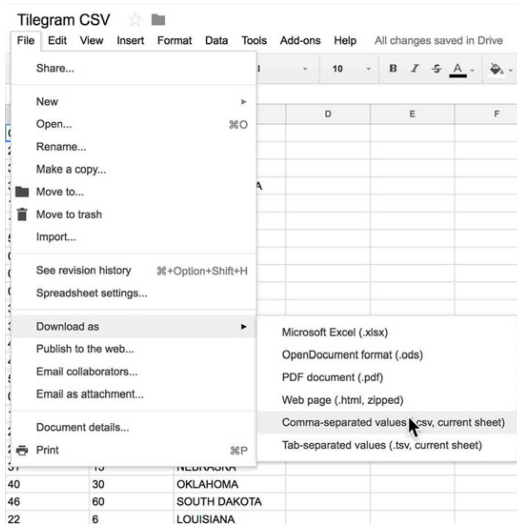 Tilegram CSV
File Edit View Insert Format Data Tools Add-ons Help All changes saved in Drive
Share... 10 B I S A
New
Open... ⌘O
D E F
Rename...
Make a copy...
Move to...
Move to trash
Import...
See revision history ⌘+Option+Shift+H
Spreadsheet settings...
Download as
Publish to the web...
Email collaborators...
Email as attachment...
Document details...
Print ⌘P
Microsoft Excel (.xlsx)
OpenDocument format (.ods)
PDF document (.pdf)
Web page (.html, zipped)
Comma-separated values (.csv, current sheet)
Tab-separated values (.tsv, current sheet)
31 15 NEBRASKA
40 30 OKLAHOMA
46 60 SOUTH DAKOTA
22 6 LOUISIANA